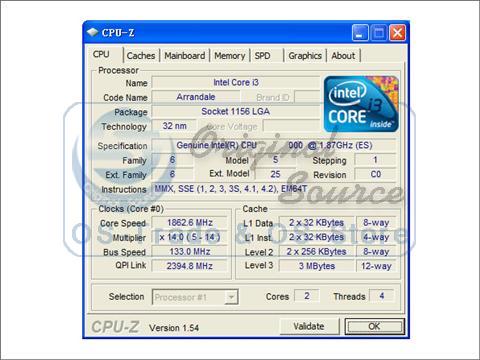 CPU-Z
CPU Caches Mainboard Memory SPD Graphics About
Processor
Name Intel Core i3
Code Name Arrandale Brand ID
Package Socket 1156 LGA
Technology 32 nm Core Voltage
intel
CORE i3
inside
Specification Genuine Intel(R) CPU 000 @ 1.87GHz (ES)
Family 6 Model 5 Stepping 1
Ext. Family 6 Ext. Model 25 Revision C0
Instructions MMX, SSE (1, 2, 3, 3S, 4.1, 4.2), EM64T
Original
Source
OS Trade & OS Store
Clocks (Core #0)
Core Speed 1862.6 MHz
Multiplier x 14.0 (5 - 14)
Bus Speed 133.0 MHz
QPI Link 2394.8 MHz
Cache
L1 Data 2 x 32 KBytes 8-way
L1 Inst. 2 x 32 KBytes 4-way
Level 2 2 x 256 KBytes 8-way
Level 3 3 MBytes 12-way
Selection Processor #1 Cores 2 Threads 4
CPU-Z Version 1.54 Validate OK